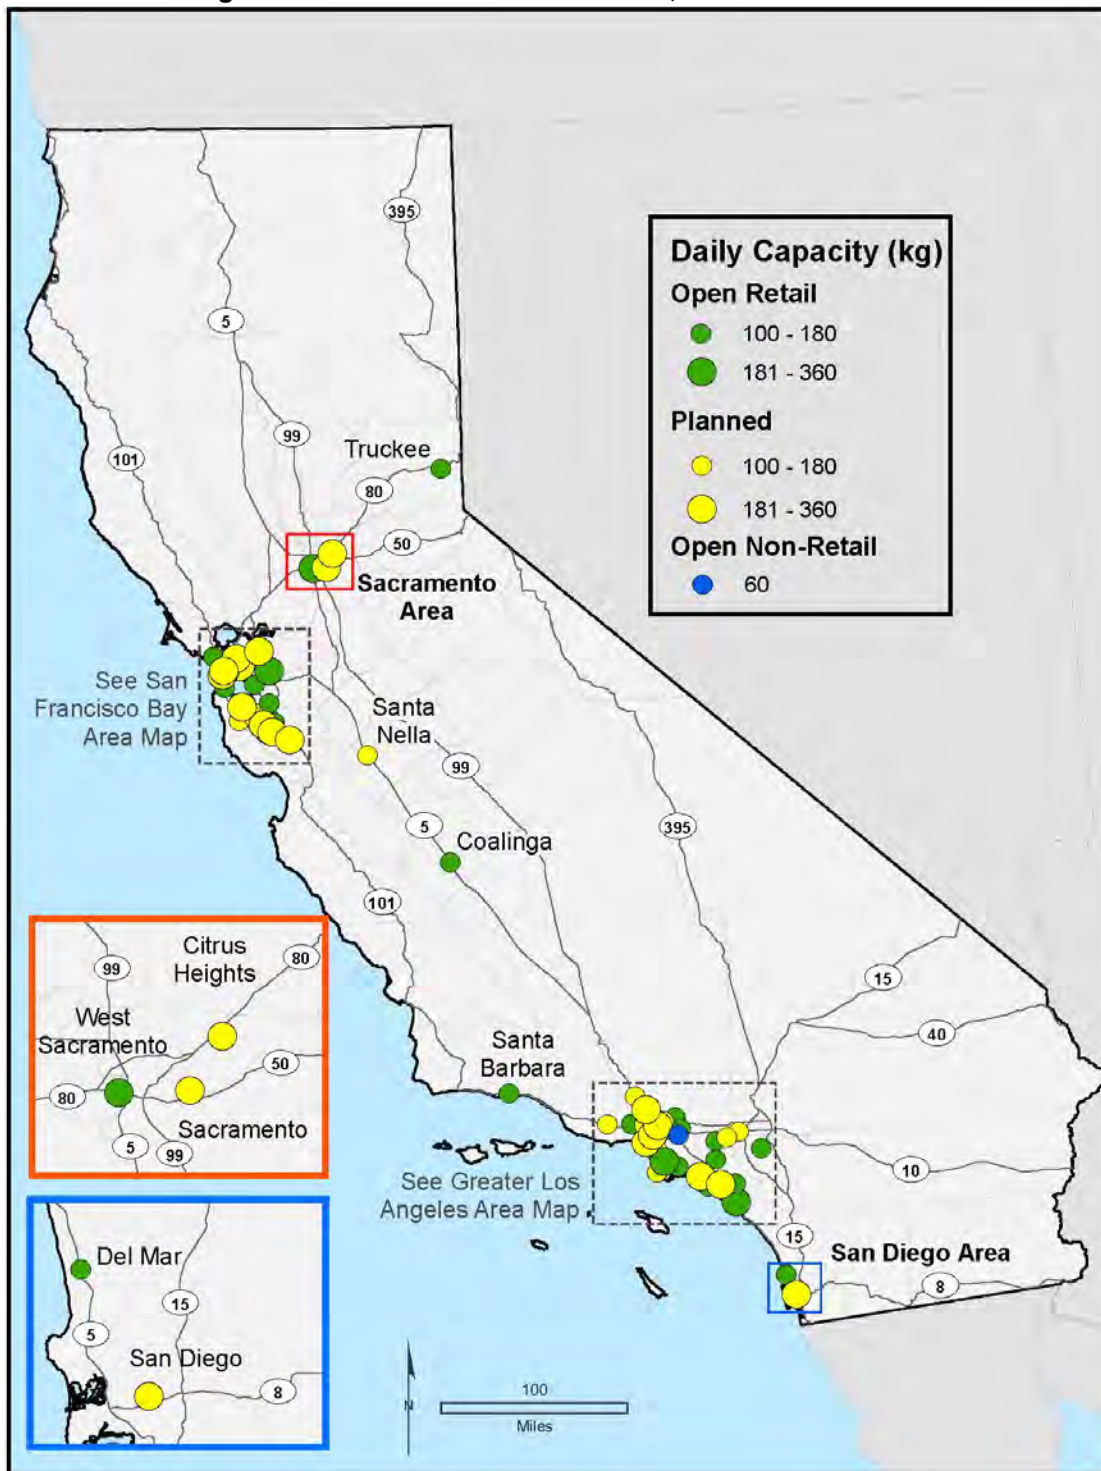 Daily Capacity (kg)
Open Retail
100 - 180
181 - 360
Planned
100 - 180
181 - 360
Open Non-Retail
60
395
5
99
Truckee
101
80
50
Sacramento
Area
See San
Francisco Bay
Area Map
Santa
Nella
99
5
395
Coalinga
101
15
40
Santa
Barbara
See Greater Los
Angeles Area Map
10
15
San Diego Area
8
Citrus
Heights
80
99
West
Sacramento
50
80
Sacramento
5
99
Del Mar
15
5
San Diego
8
N
100
Miles